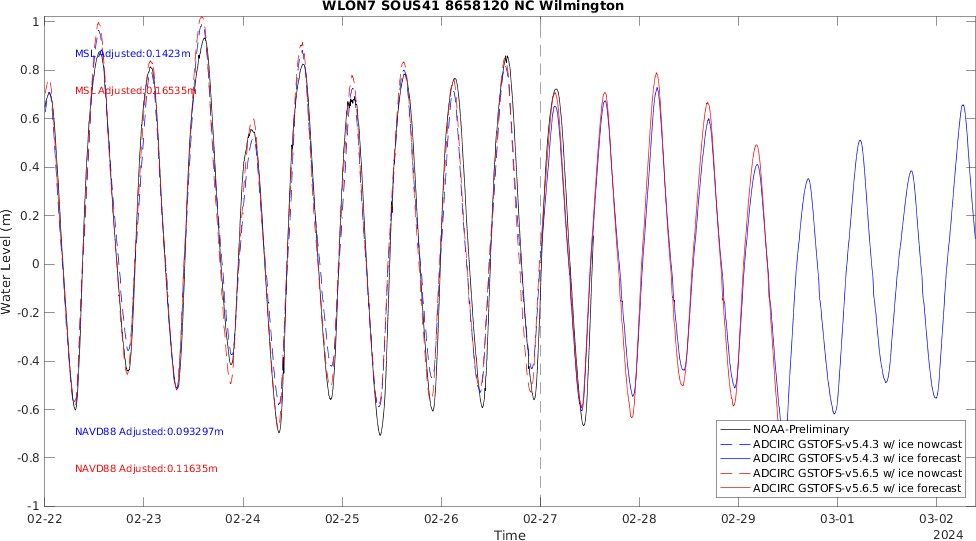 WLON7 SOUS41 8658120 NC Wilmington
1
0.8
0.6
0.4
0.2
0
-0.2
-0.4
-0.6
-0.8
-1
Water Level (m)
MSL Adjusted:0.1423m
MSL Adjusted:0.16535m
NAVD88 Adjusted:0.093297m
NAVD88 Adjusted:0.11635m
NOAA-Preliminary
ADCIRC GSTOFS-v5.4.3 w/ ice nowcast
ADCIRC GSTOFS-v5.4.3 w/ ice forecast
ADCIRC GSTOFS-v5.6.5 w/ ice nowcast
ADCIRC GSTOFS-v5.6.5 w/ ice forecast
02-22 02-23 02-24 02-25 02-26 02-27 02-28 02-29 03-01 03-02
Time
2024